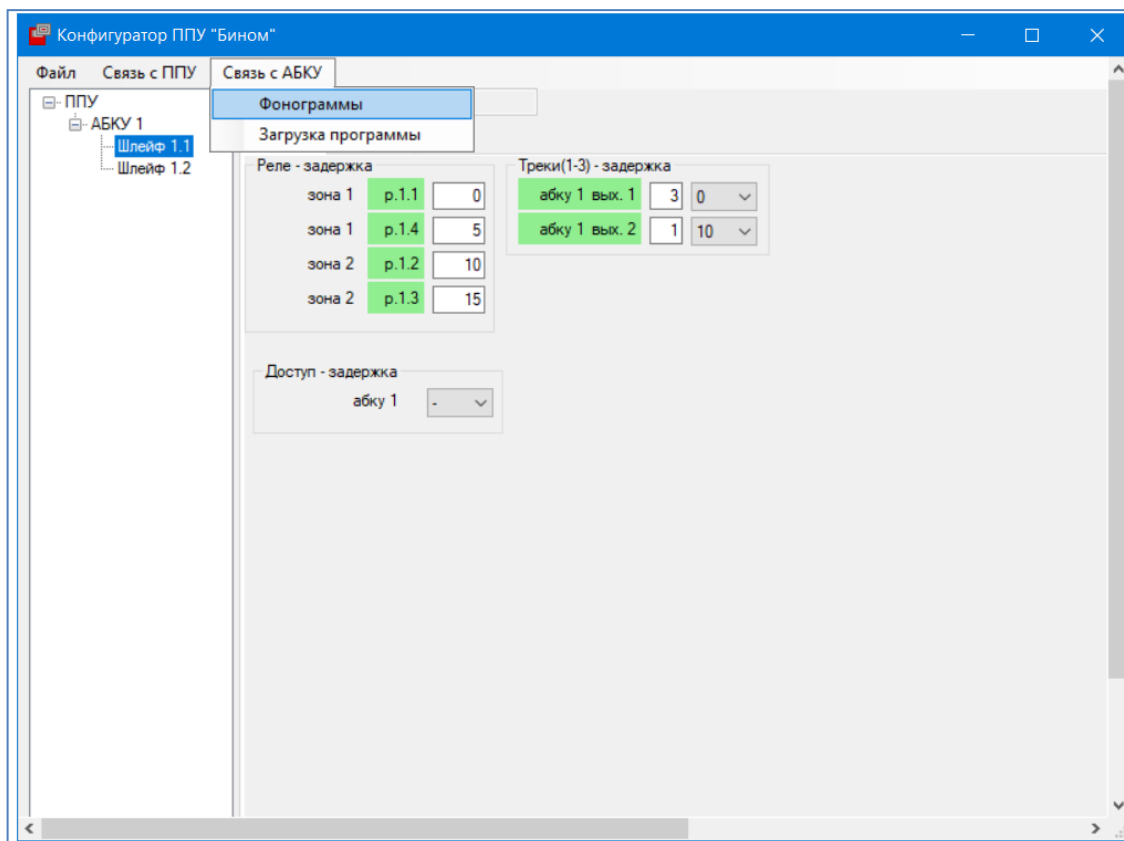 Конфигуратор ППУ "Бином"
Файл Связь с ППУ Связь с АБКУ
Фонограммы
Загрузка программы
ППУ
АБКУ 1
Шлейф 1.1
Шлейф 1.2
Реле - задержка
зона 1 р.1.1 0
зона 1 р.1.4 5
зона 2 р.1.2 10
зона 2 р.1.3 15
Треки(1-3) - задержка
абку 1 вых. 1 3 0
абку 1 вых. 2 1 10
Доступ - задержка
абку 1 -